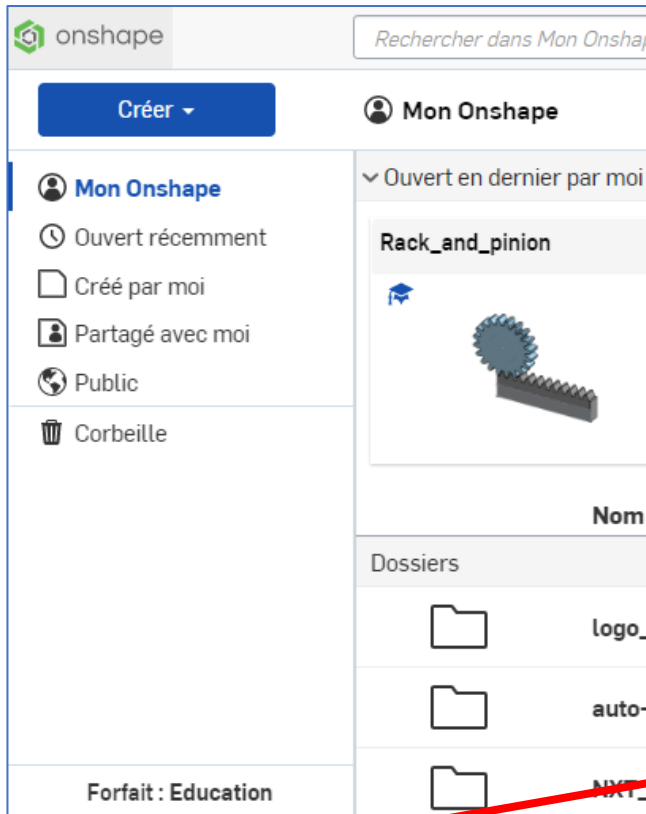 onshape
Rechercher dans Mon Onshap
Créer
Mon Onshape
Mon Onshape
Ouvert récemment
Créé par moi
Partagé avec moi
Public
Corbeille
Forfait : Education
Ouvert en dernier par moi
Rack_and_pinion
Nom
Dossiers
logo_
auto-
NXT_